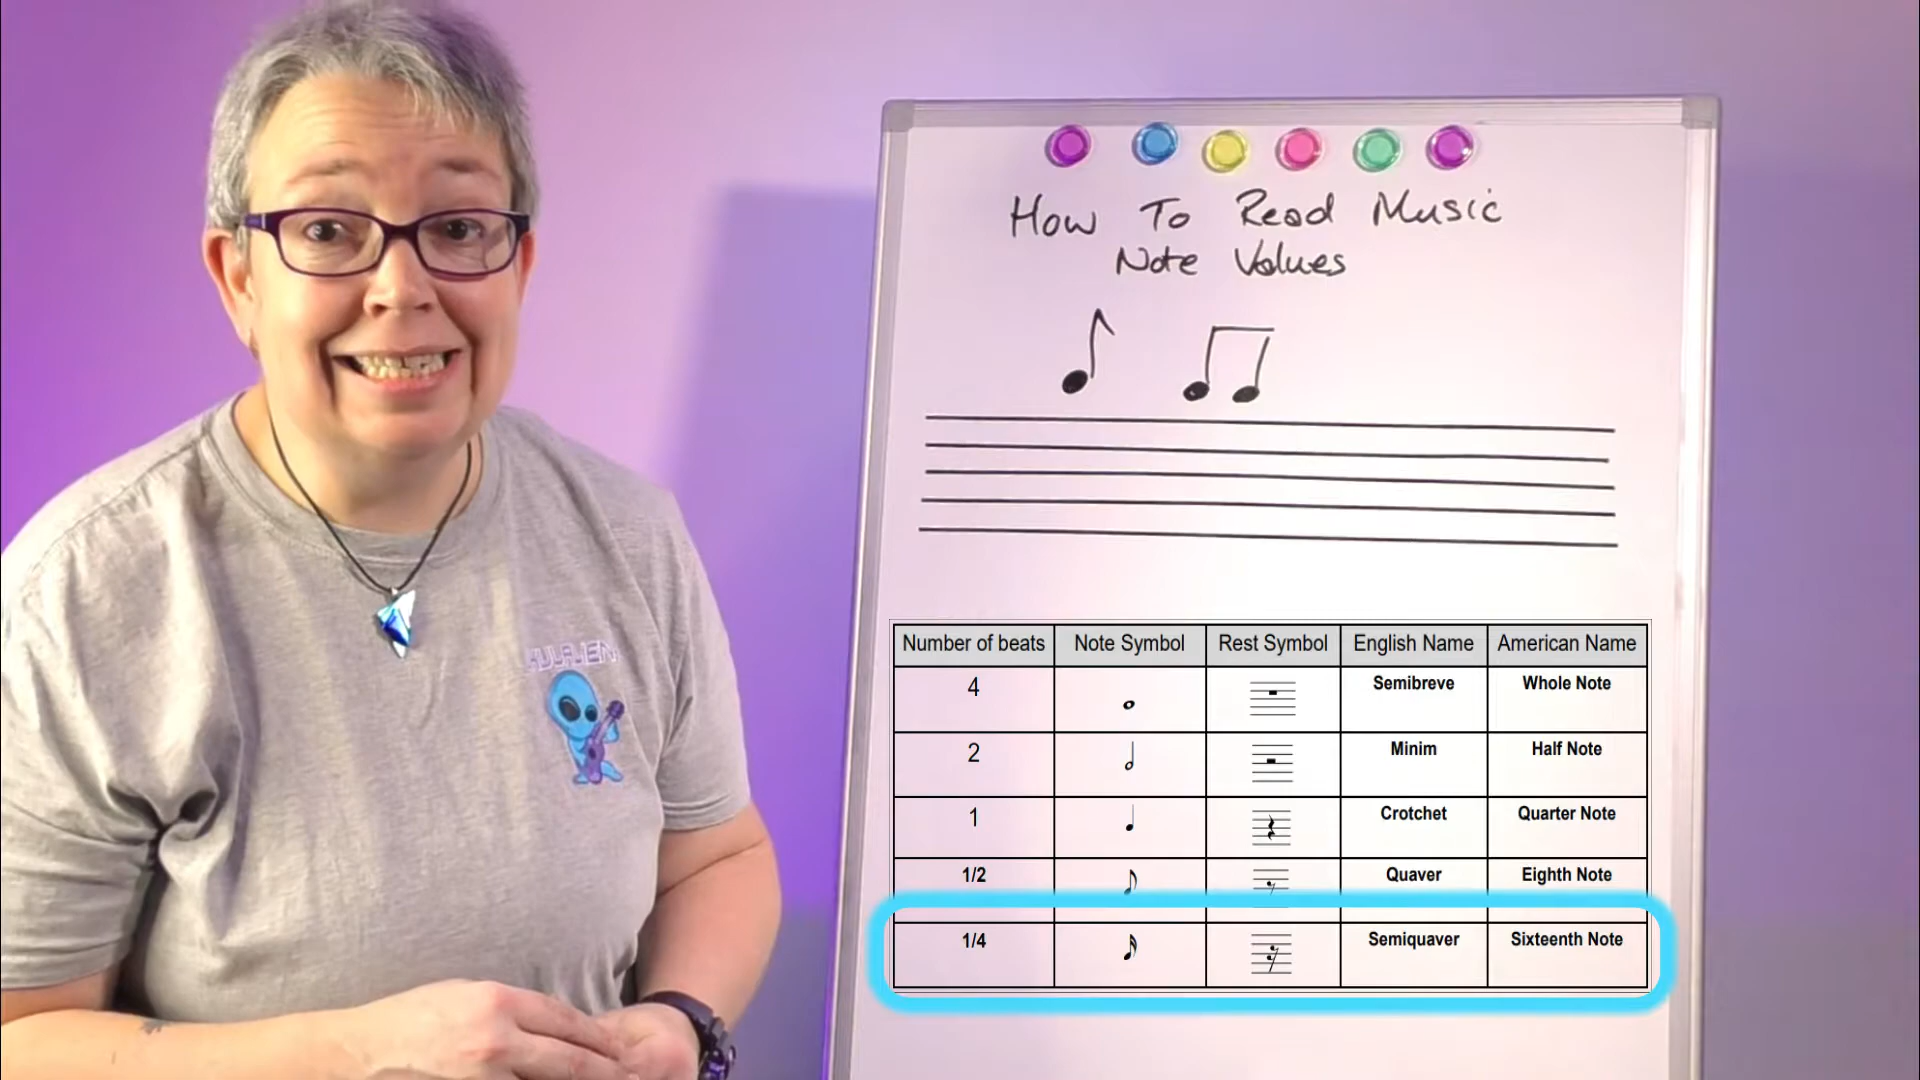 How To Read Music
Note Values
Number of beats Note Symbol Rest Symbol English Name American Name
4 Semibreve Whole Note
2 Minim Half Note
1 Crotchet Quarter Note
1/2 Quaver Eighth Note
1/4 Semiquaver Sixteenth Note